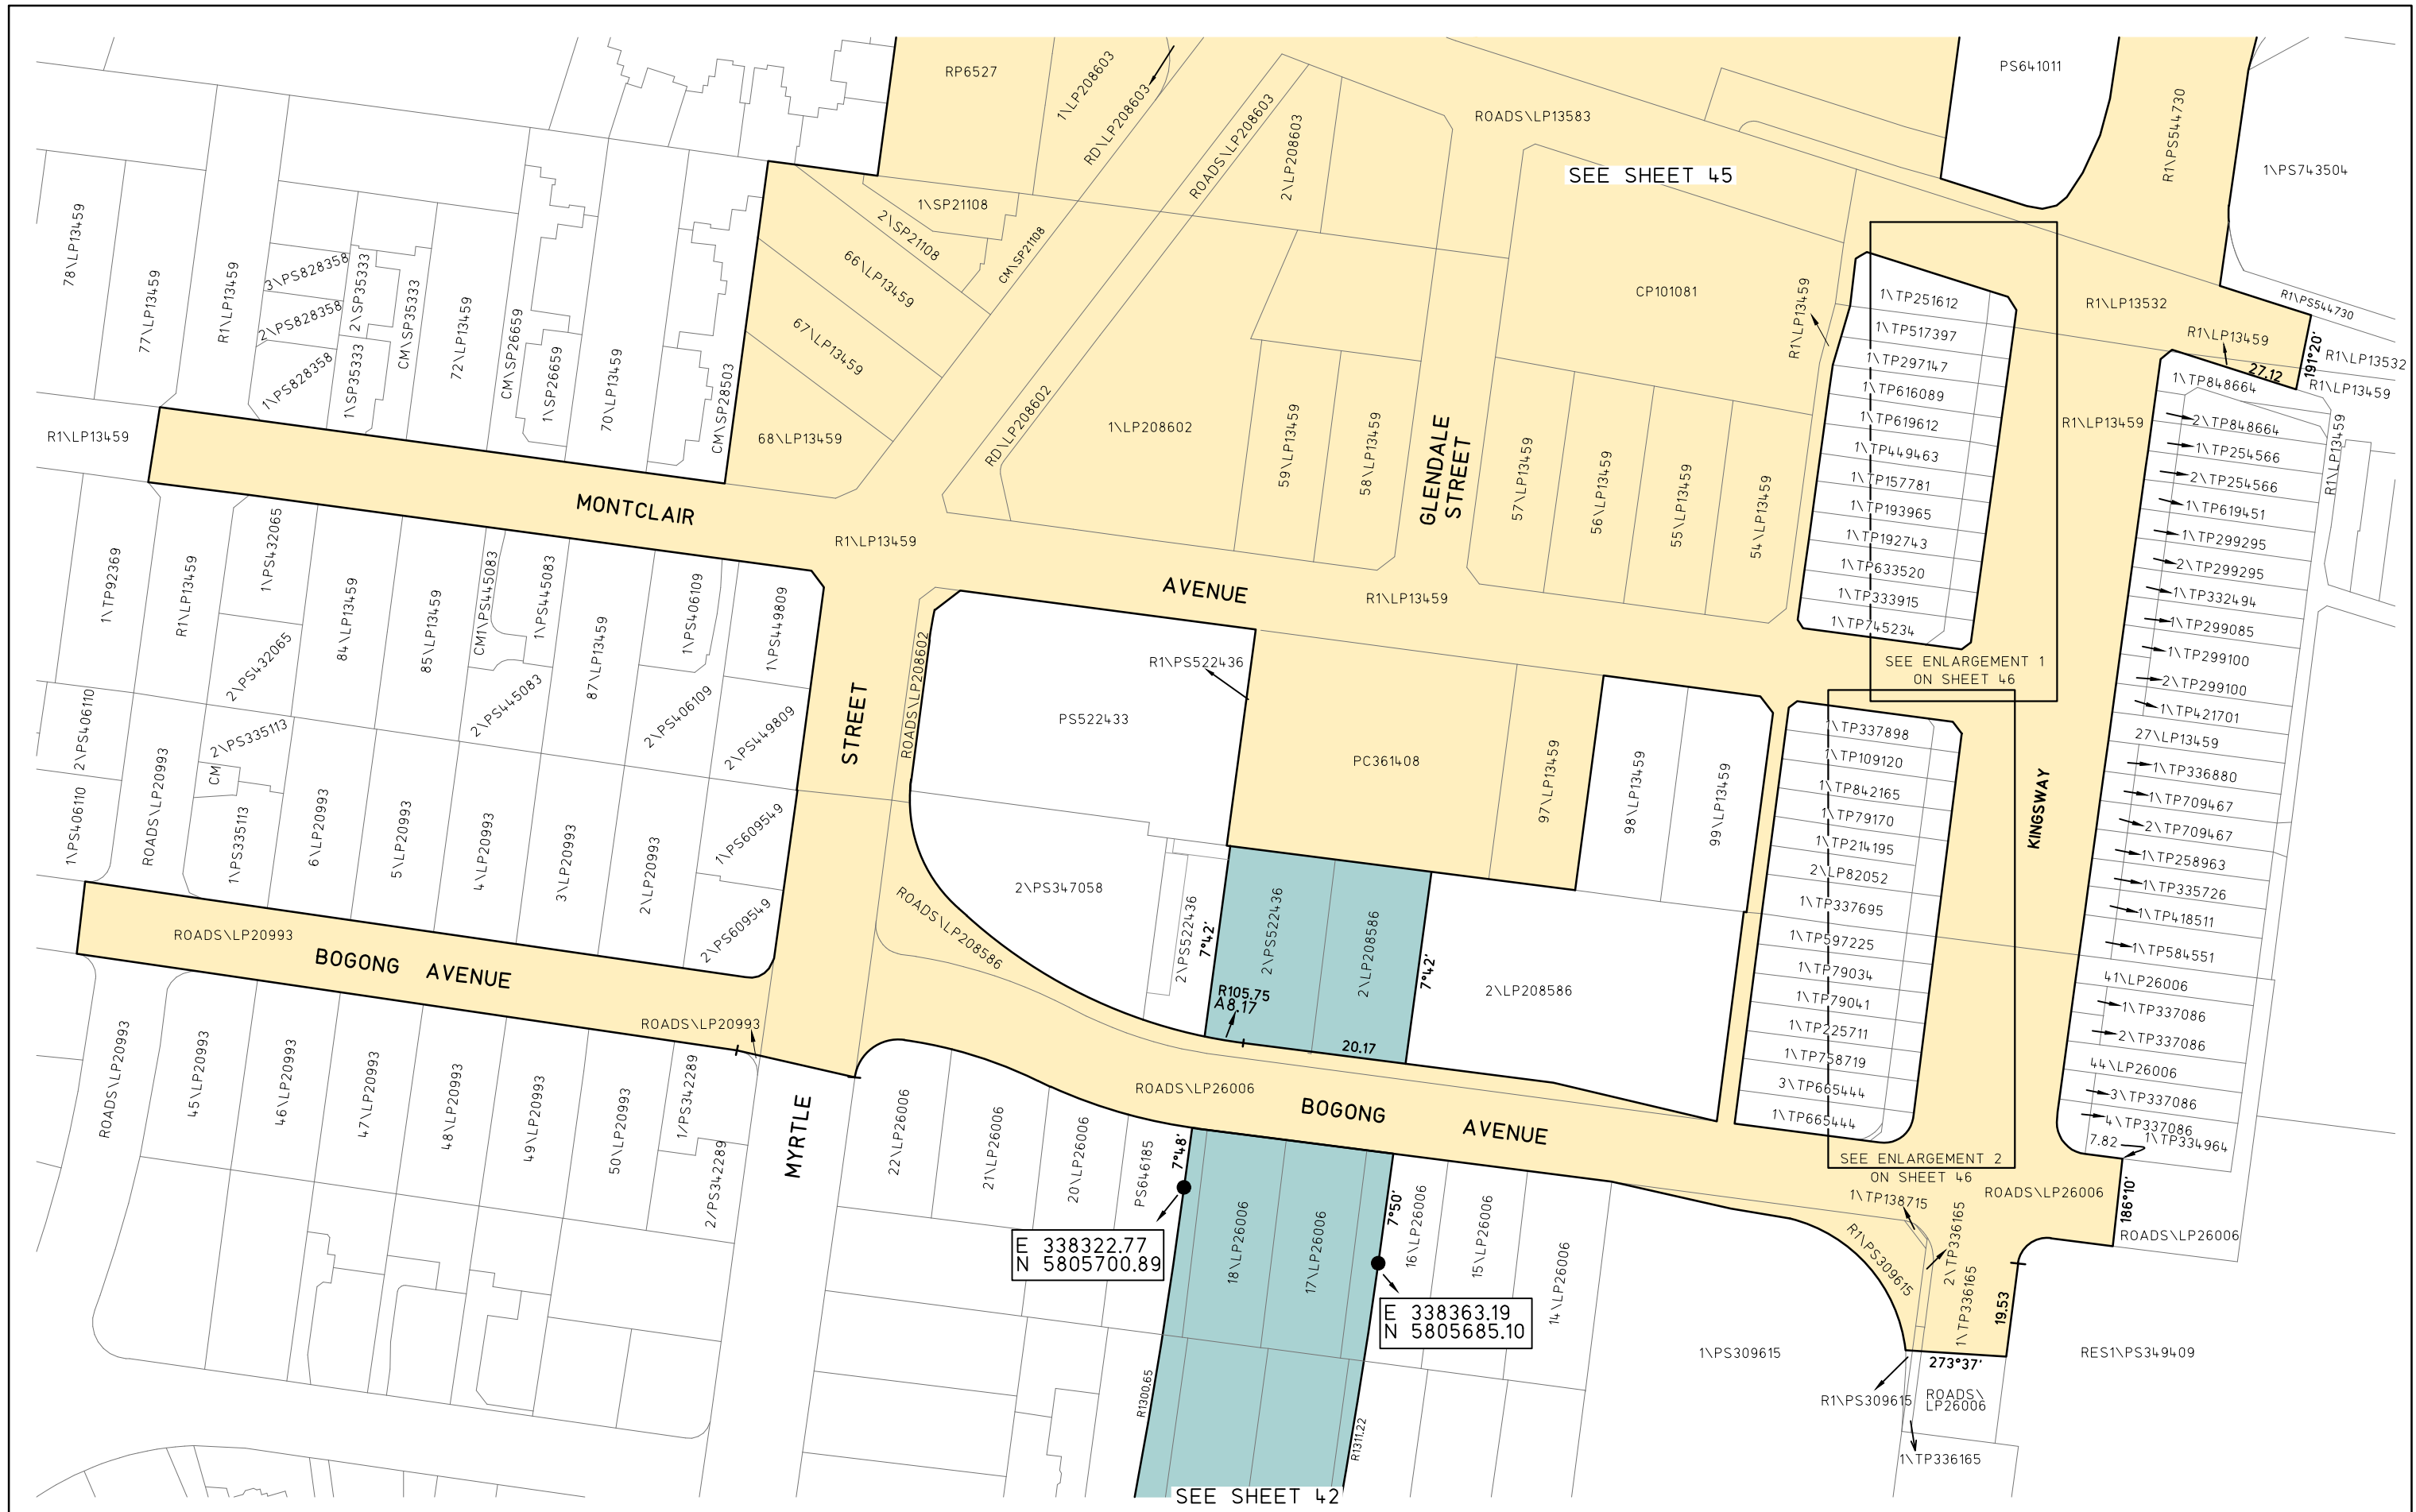 RP6527
1\LP208603
RD\LP208603
ROADS\LP208603
2\LP208603
ROADS\LP13583
SEE SHEET 45
PS641011
R1\PS544730
1\PS743504
78\LP13459
77\LP13459
R1\LP13459
3\PS828358
2\PS828358
1\PS828358
2\SP35333
1\SP35333
CM\SP35333
72\LP13459
CM\SP26659
1\SP26659
70\LP13459
CM\SP28503
1\SP21108
2\SP21108
CM\SP21108
66\LP13459
67\LP13459
68\LP13459
RD\LP208602
1\LP208602
59\LP13459
58\LP13459
GLENDALE
STREET
CP101081
R1\LP13459
57\LP13459
56\LP13459
55\LP13459
54\LP13459
1\TP251612
1\TP517397
1\TP297147
1\TP616089
1\TP619612
1\TP449463
1\TP157781
1\TP193965
1\TP192743
1\TP633520
1\TP333915
1\TP745234
SEE ENLARGEMENT 1
ON SHEET 46
R1\LP13532
R1\LP13459
R1\PS544730
191°20'
R1\LP13532
27.12
R1\LP13459
R1\LP13459
R1\LP13459
1\TP848664
2\TP848664
1\TP254566
2\TP254566
1\TP619451
1\TP299295
2\TP299295
1\TP332494
1\TP299085
1\TP299100
2\TP299100
1\TP421701
27\LP13459
1\TP336880
1\TP709467
2\TP709467
1\TP258963
1\TP335726
1\TP418511
1\TP584551
41\LP26006
1\TP337086
2\TP337086
44\LP26006
3\TP337086
4\TP337086
7.82
1\TP334964
R1\LP13459
MONTCLAIR
R1\LP13459
AVENUE
R1\LP13459
1\TP92369
R1\LP13459
1\PS432065
2\PS432065
84\LP13459
85\LP13459
CM1\PS445083
1\PS445083
2\PS445083
87\LP13459
1\PS406109
2\PS406109
1\PS449809
2\PS449809
STREET
ROADS\LP208602
PS522433
R1\PS522436
PC361408
97\LP13459
98\LP13459
99\LP13459
1\TP337898
1\TP109120
1\TP842165
1\TP79170
1\TP214195
2\LP82052
1\TP337695
1\TP597225
1\TP79034
1\TP79041
1\TP225711
1\TP758719
3\TP665444
1\TP665444
SEE ENLARGEMENT 2
ON SHEET 46
KINGSWAY
2\PS406110
1\PS406110
ROADS\LP20993
2\PS335113
CM
1\PS335113
6\LP20993
5\LP20993
4\LP20993
3\LP20993
2\LP20993
1\PS609549
2\PS609549
2\PS347058
ROADS\LP208586
2\PS522436
7°42'
2\PS522436
2\LP208586
7°42'
R105.75
A8.17
20.17
2\LP208586
ROADS\LP20993
BOGONG AVENUE
ROADS\LP20993
ROADS\LP20993
45\LP20993
46\LP20993
47\LP20993
48\LP20993
49\LP20993
50\LP20993
1/PS342289
2/PS342289
MYRTLE
22\LP26006
21\LP26006
20\LP26006
PS646185
ROADS\LP26006
BOGONG AVENUE
7°48'
E 338322.77
N 5805700.89
18\LP26006
17\LP26006
7°50'
E 338363.19
N 5805685.10
16\LP26006
15\LP26006
14\LP26006
R1300.65
R1311.22
SEE SHEET 42
1\TP138715
ROADS\LP26006
186°10'
ROADS\LP26006
R1\PS309615
2\TP336165
1\TP336165
19.53
273°37'
1\PS309615
RES1\PS349409
R1\PS309615
ROADS\
LP26006
1\TP336165